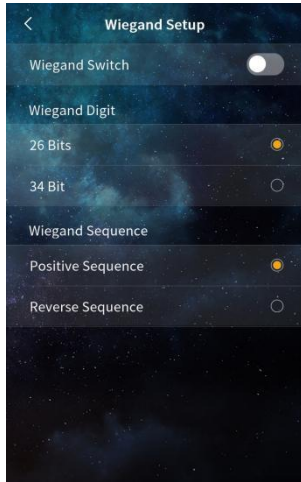 Wiegand Setup
Wiegand Switch
Wiegand Digit
26 Bits
34 Bit
Wiegand Sequence
Positive Sequence
Reverse Sequence